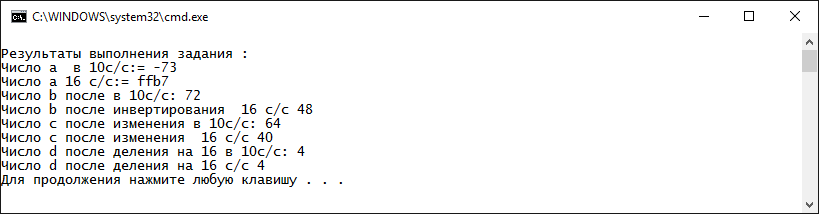 C:\WINDOWS\system32\cmd.exe
Результаты выполнения задания :
Число a  в 10с/с:= -73
Число a 16 с/с:= ffb7
Число b после в 10с/с: 72
Число b после инвертирования  16 с/с 48
Число c после изменения в 10с/с: 64
Число c после изменения  16 с/с 40
Число d после деления на 16 в 10с/с: 4
Число d после деления на 16 с/с 4
Для продолжения нажмите любую клавишу . . .